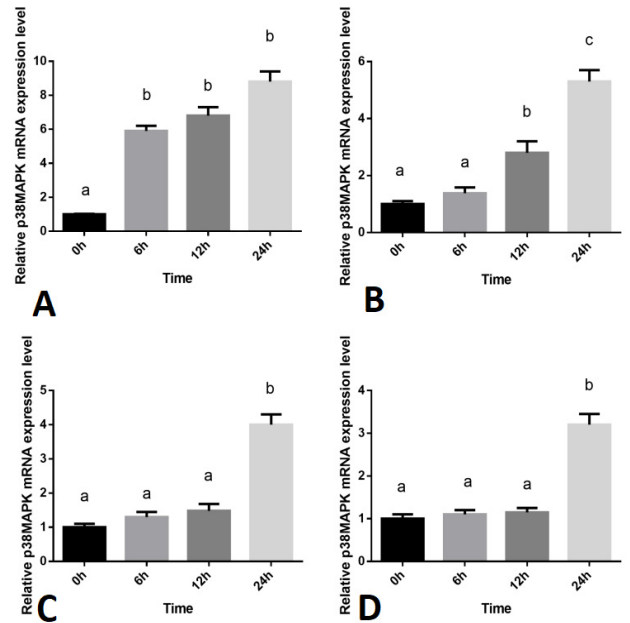 Relative p38MAPK mRNA expression level
10
8
6
4
2
0
a
b
b
b
0h
6h
12h
24h
Time
A
Relative p38MAPK mRNA expression level
6
4
2
0
a
a
b
c
0h
6h
12h
24h
Time
B
Relative p38MAPK mRNA expression level
5
4
3
2
1
0
a
a
a
b
0h
6h
12h
24h
Time
C
Relative p38MAPK mRNA expression level
4
3
2
1
0
a
a
a
b
0h
6h
12h
24h
Time
D